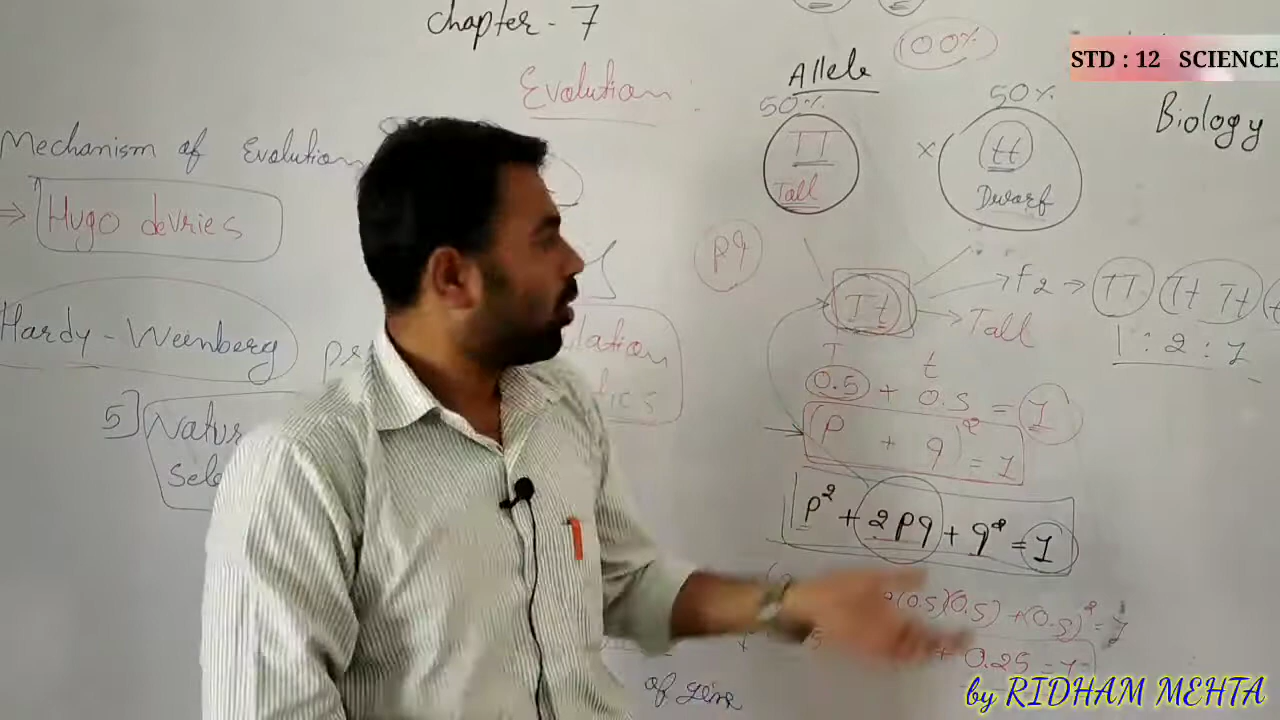 Chapter - 7
100%
STD : 12 SCIENCE
Evolution :
Allele
Biology
50%
50%
TT
Tall
×
tt
Dwarf
Mechanism of Evolution
⇒ Hugo devries
pq
Tt
→ F2 → TT Tt Tt
→ Tall
1 : 2 : 1
Hardy - Weinberg
T t
0.5 + 0.5 = 1
(p + q)² = 1
5]
p² + 2pq + q² = 1
(0.5)(0.5) + (0.5)² = 1
+ 0.25 = 1
of gene
by RIDHAM MEHTA